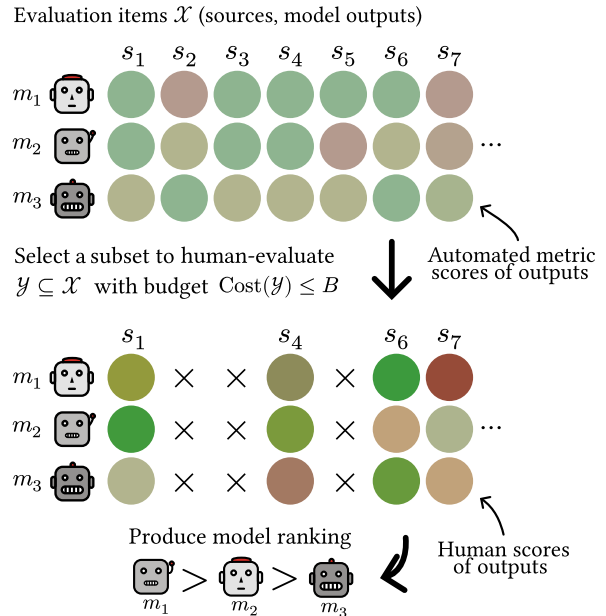 Evaluation items 𝒳 (sources, model outputs)
s₁ s₂ s₃ s₄ s₅ s₆ s₇
m₁
m₂ ...
m₃
Automated metric
scores of outputs
Select a subset to human-evaluate
𝒴 ⊆ 𝒳 with budget Cost(𝒴) ≤ B
s₁ s₄ s₆ s₇
m₁ × × ×
m₂ × × × ...
m₃ × × ×
Human scores
of outputs
Produce model ranking
> >
m₁ m₂ m₃